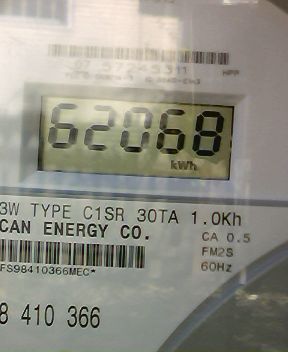 62068
kWh
3W TYPE C1SR 30TA 1.0Kh
CAN ENERGY CO.
CA 0.5
FM2S
FS98410366MEC*
60Hz
8 410 366